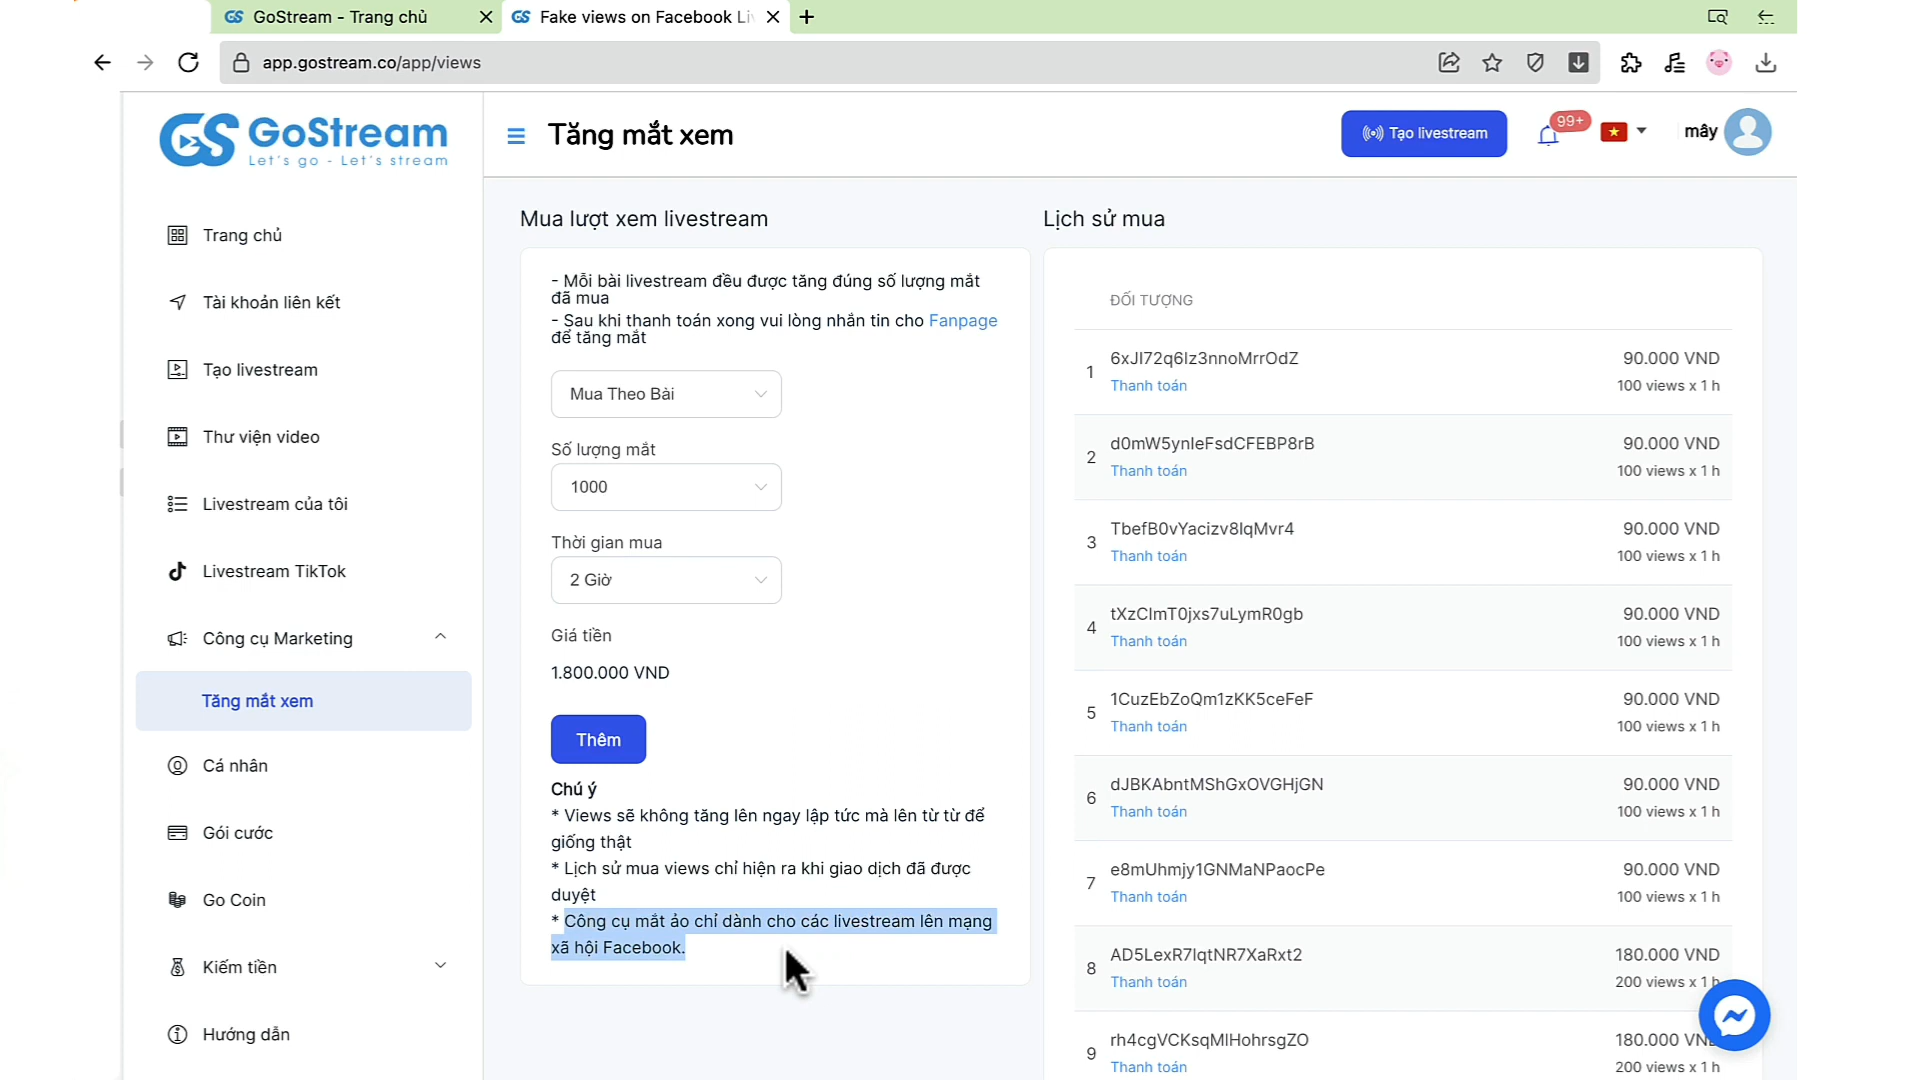 GoStream - Trang chủ
Fake views on Facebook Li
app.gostream.co/app/views
GoStream
Let's go - Let's stream
Tăng mắt xem
Tạo livestream
99+
mây
Trang chủ
Tài khoản liên kết
Tạo livestream
Thư viện video
Livestream của tôi
Livestream TikTok
Công cụ Marketing
Tăng mắt xem
Cá nhân
Gói cước
Go Coin
Kiếm tiền
Hướng dẫn
Mua lượt xem livestream
- Mỗi bài livestream đều được tăng đúng số lượng mắt
đã mua
- Sau khi thanh toán xong vui lòng nhắn tin cho Fanpage
để tăng mắt
Mua Theo Bài
Số lượng mắt
1000
Thời gian mua
2 Giờ
Giá tiền
1.800.000 VND
Thêm
Chú ý
* Views sẽ không tăng lên ngay lập tức mà lên từ từ để
giống thật
* Lịch sử mua views chỉ hiện ra khi giao dịch đã được
duyệt
* Công cụ mắt ảo chỉ dành cho các livestream lên mạng
xã hội Facebook.
Lịch sử mua
ĐỐI TƯỢNG
1 6xJI72q6Iz3nnoMrrOdZ 90.000 VND
Thanh toán 100 views x 1 h
2 d0mW5ynIeFsdCFEBP8rB 90.000 VND
Thanh toán 100 views x 1 h
3 TbefB0vYacizv8IqMvr4 90.000 VND
Thanh toán 100 views x 1 h
4 tXzCImT0jxs7uLymR0gb 90.000 VND
Thanh toán 100 views x 1 h
5 1CuzEbZoQm1zKK5ceFeF 90.000 VND
Thanh toán 100 views x 1 h
6 dJBKAbntMShGxOVGHjGN 90.000 VND
Thanh toán 100 views x 1 h
7 e8mUhmjy1GNMaNPaocPe 90.000 VND
Thanh toán 100 views x 1 h
8 AD5LexR7IqtNR7XaRxt2 180.000 VND
Thanh toán 200 views x 1 h
9 rh4cgVCKsqMIHohrsgZO 180.000 VND
Thanh toán 200 views x 1 h